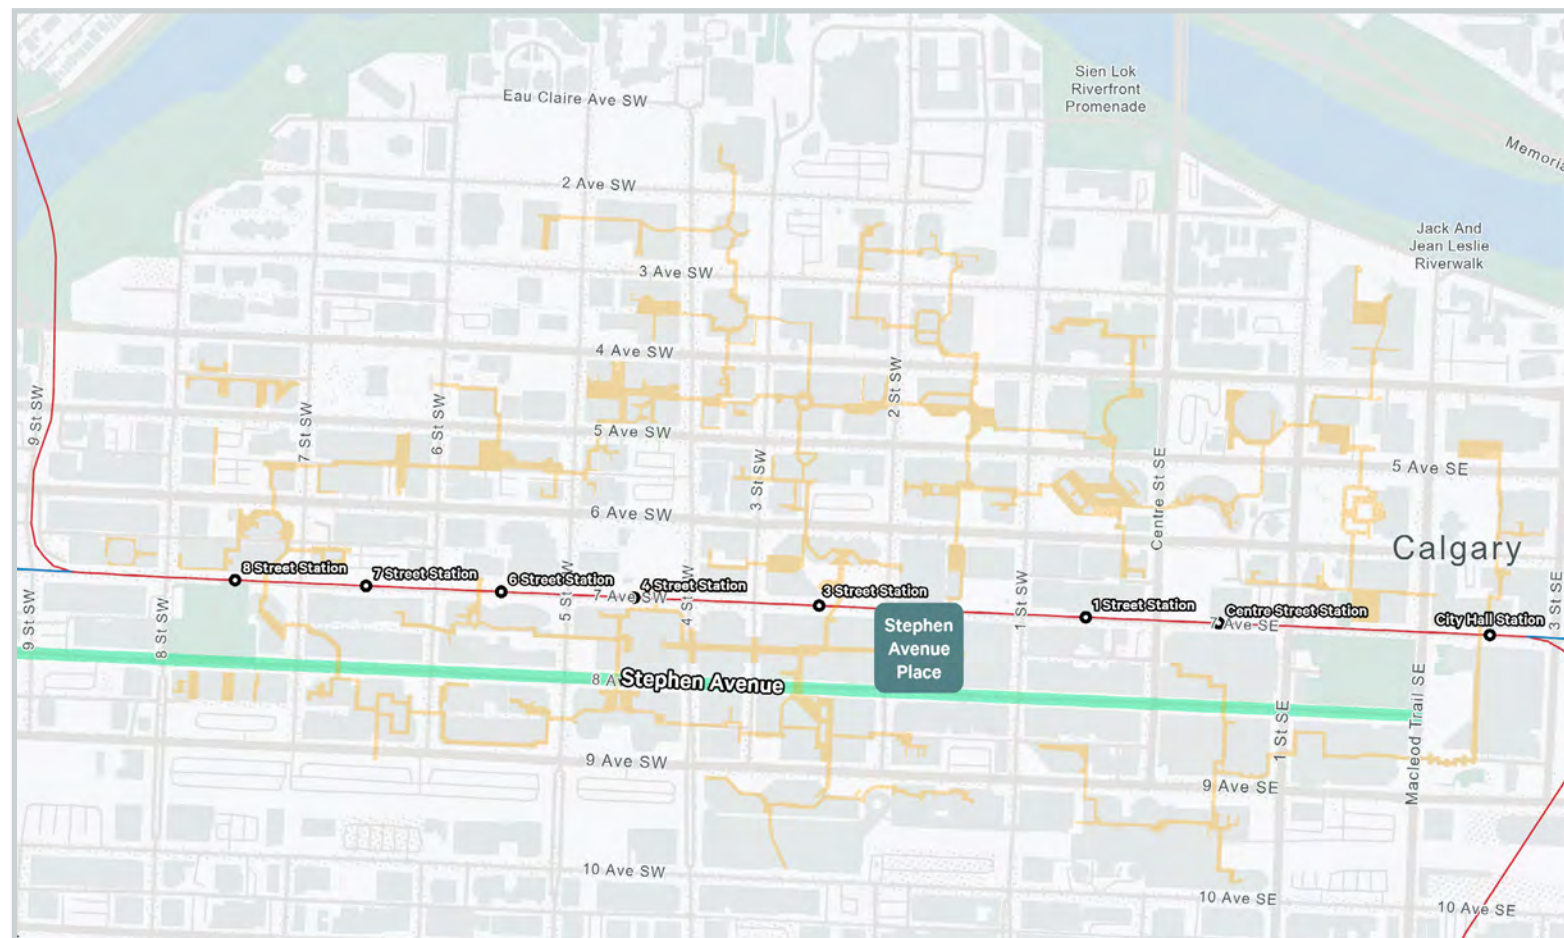 Sien Lok
Riverfront
Promenade
Eau Claire Ave SW
Memoria
2 Ave SW
Jack And
Jean Leslie
Riverwalk
3 Ave SW
4 Ave SW
2 St SW
9 St SW
7 St SW
6 St SW
5 Ave SW
3 St SW
5 Ave SE
Centre St SE
6 Ave SW
Calgary
8 Street Station
7 Street Station
6 Street Station
4 Street Station
3 Street Station
1 Street Station
Centre Street Station
City Hall Station
9 St SW
8 St SW
5 St SW
7 Ave SW
4 St SW
1 St SW
7 Ave SE
3 St SE
Stephen
Avenue
Place
8 A
Stephen Avenue
1 St SE
Macleod Trail SE
9 Ave SW
9 Ave SE
10 Ave SW
10 Ave SE
10 Ave SE